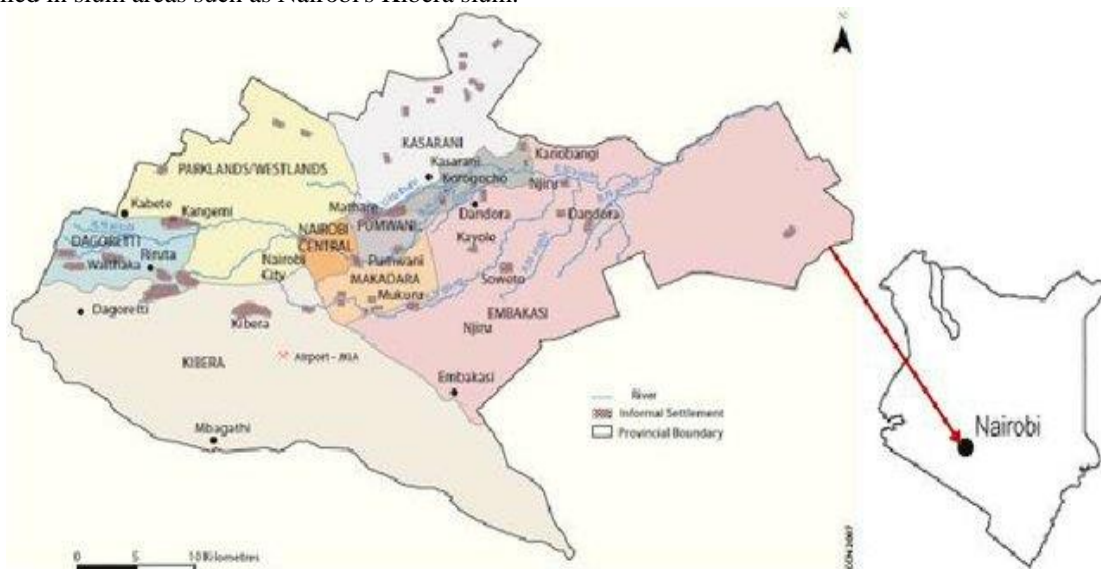 in slum areas such as Nairobi's Kibera slum.
KASARANI
Kasarani
Kariobangi
Korogocho
PARKLANDS/WESTLANDS
Njiru
Mathare
Kabete
Kangemi
Dandora
Dandora
PUMWANI
NAIROBI
CENTRAL
Kayole
DAGORETTI
Riruta
Waithaka
Pumwani
Nairobi
City
MAKADARA
Soweto
Mukuru
Dagoretti
Kibera
EMBAKASI
Njiru
KIBERA
Airport - JKIA
Embakasi
River
Informal Settlement
Provincial Boundary
Mbagathi
Nairobi
0 5 10 Kilometres